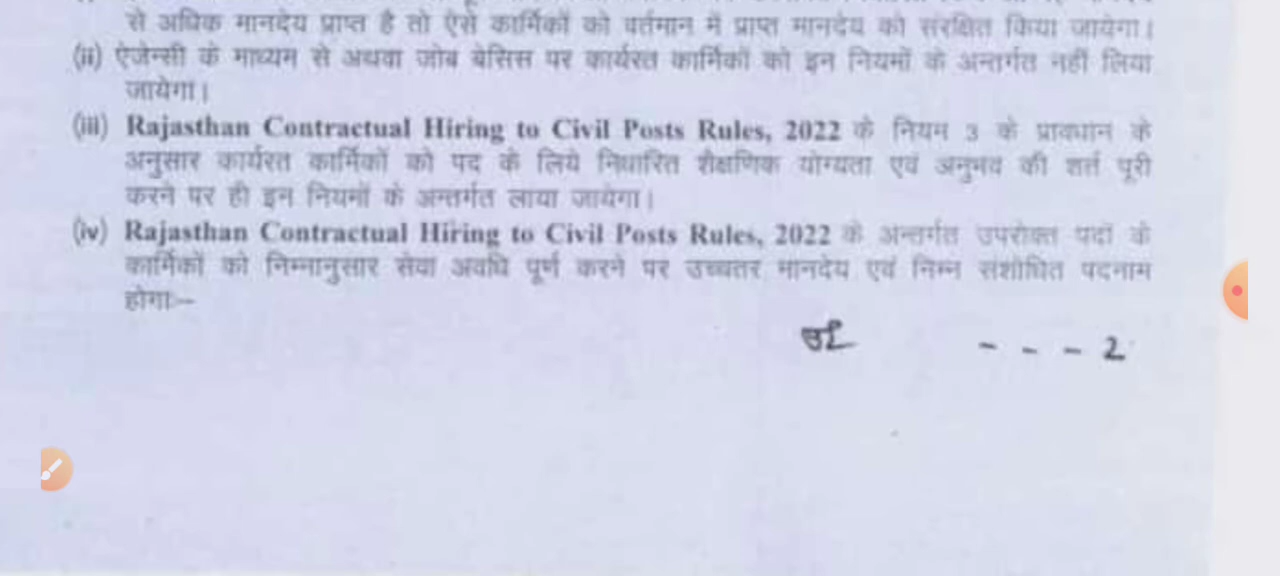 से अधिक मानदेय प्राप्त है तो ऐसे कार्मिकों को वर्तमान में प्राप्त मानदेय को संरक्षित किया जायेगा।
(ii) ऐजेन्सी के माध्यम से अथवा जोब बेसिस पर कार्यरत कार्मिकों को इन नियमों के अन्तर्गत नहीं लिया
जायेगा।
(iii) Rajasthan Contractual Hiring to Civil Posts Rules, 2022 के नियम 3 के प्रावधान के
अनुसार कार्यरत कार्मिकों को पद के लिये निर्धारित शैक्षणिक योग्यता एवं अनुभव की शर्त पूरी
करने पर ही इन नियमों के अन्तर्गत लाया जायेगा।
(iv) Rajasthan Contractual Hiring to Civil Posts Rules, 2022 के अन्तर्गत उपरोक्त पदों के
कार्मिकों को निम्नानुसार सेवा अवधि पूर्ण करने पर उच्चतर मानदेय एवं निम्न संशोधित पदनाम
होगाः–
- - - 2